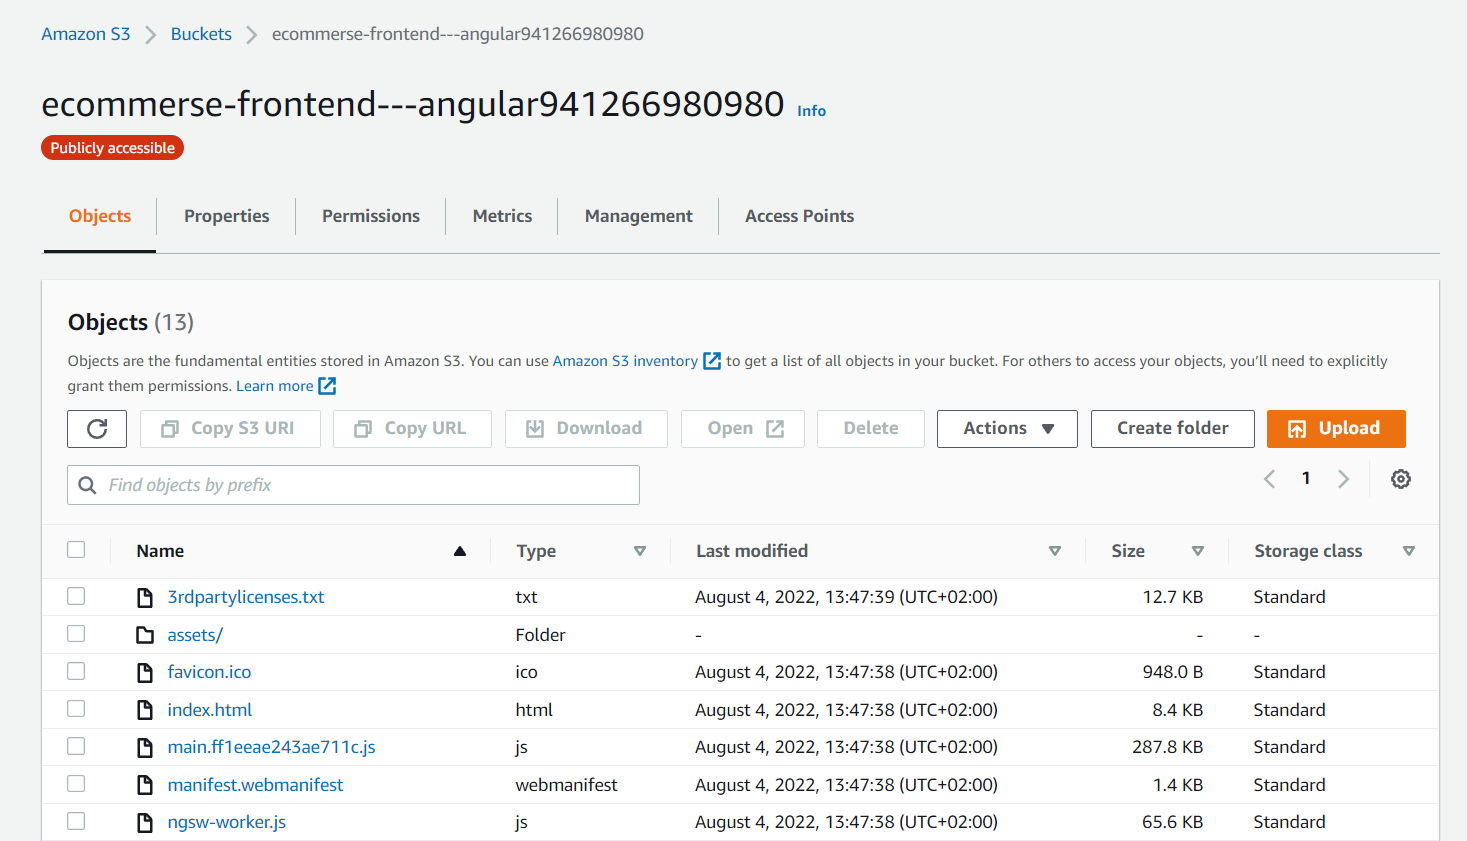 Amazon S3 Buckets ecommerse-frontend---angular941266980980
ecommerse-frontend---angular941266980980 Info
Publicly accessible
Objects Properties Permissions Metrics Management Access Points
Objects (13)
Objects are the fundamental entities stored in Amazon S3. You can use Amazon S3 inventory to get a list of all objects in your bucket. For others to access your objects, you’ll need to explicitly
grant them permissions. Learn more
Copy S3 URI Copy URL Download Open Delete Actions Create folder Upload
Find objects by prefix 1
Name Type Last modified Size Storage class
3rdpartylicenses.txt txt August 4, 2022, 13:47:39 (UTC+02:00) 12.7 KB Standard
assets/ Folder - - -
favicon.ico ico August 4, 2022, 13:47:38 (UTC+02:00) 948.0 B Standard
index.html html August 4, 2022, 13:47:38 (UTC+02:00) 8.4 KB Standard
main.ff1eeae243ae711c.js js August 4, 2022, 13:47:38 (UTC+02:00) 287.8 KB Standard
manifest.webmanifest webmanifest August 4, 2022, 13:47:38 (UTC+02:00) 1.4 KB Standard
ngsw-worker.js js August 4, 2022, 13:47:38 (UTC+02:00) 65.6 KB Standard